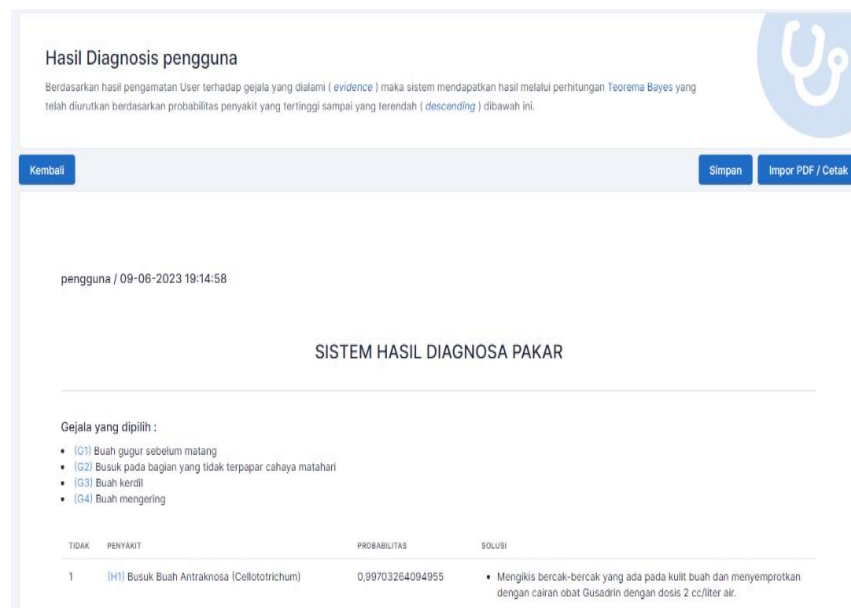 Hasil Diagnosis pengguna
Berdasarkan hasil pengamatan User terhadap gejala yang dialami ( evidence ) maka sistem mendapatkan hasil melalui perhitungan Teorema Bayes yang
telah diurutkan berdasarkan probabilitas penyakit yang tertinggi sampai yang terendah ( descending ) dibawah ini.
Kembali
Simpan
Impor PDF / Cetak
pengguna / 09-06-2023 19:14:58
SISTEM HASIL DIAGNOSA PAKAR
Gejala yang dipilih :
• (G1) Buah gugur sebelum matang
• (G2) Busuk pada bagian yang tidak terpapar cahaya matahari
• (G3) Buah kerdil
• (G4) Buah mengering
TIDAK PENYAKIT PROBABILITAS SOLUSI
1 (H1) Busuk Buah Antraknosa (Cellototrichum) 0,99703264094955 • Mengikis bercak-bercak yang ada pada kulit buah dan menyemprotkan
dengan cairan obat Gusadrin dengan dosis 2 cc/liter air.